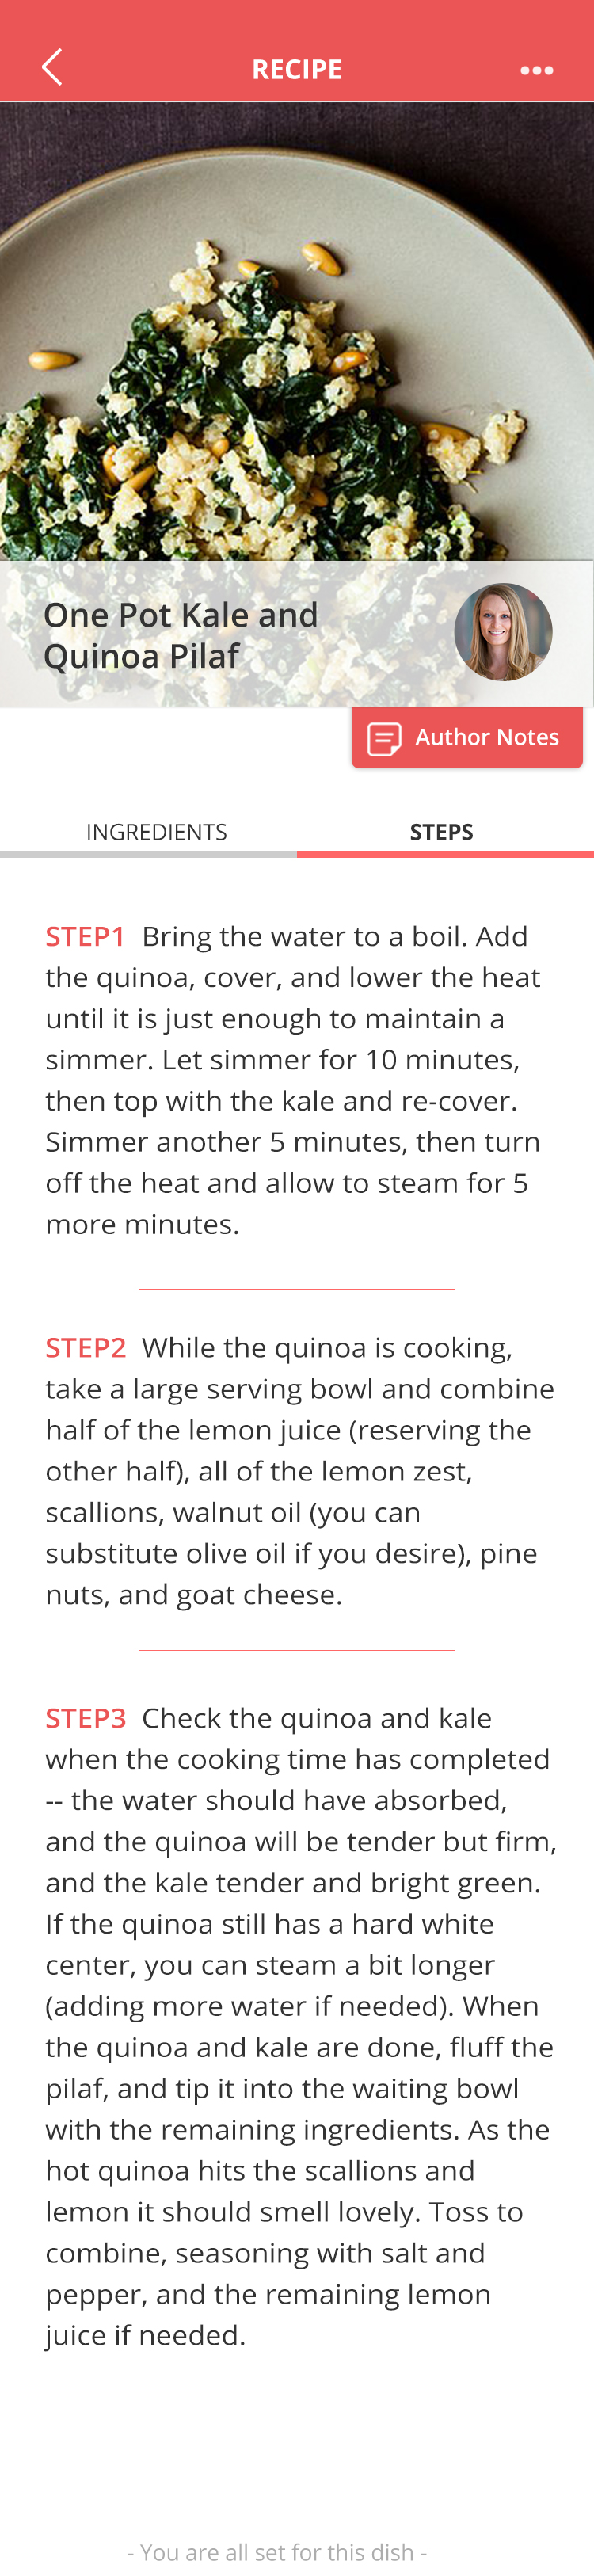 RECIPE
One Pot Kale and
Quinoa Pilaf
Author Notes
INGREDIENTS
STEPS
STEP1 Bring the water to a boil. Add
the quinoa, cover, and lower the heat
until it is just enough to maintain a
simmer. Let simmer for 10 minutes,
then top with the kale and re-cover.
Simmer another 5 minutes, then turn
off the heat and allow to steam for 5
more minutes.
STEP2 While the quinoa is cooking,
take a large serving bowl and combine
half of the lemon juice (reserving the
other half), all of the lemon zest,
scallions, walnut oil (you can
substitute olive oil if you desire), pine
nuts, and goat cheese.
STEP3 Check the quinoa and kale
when the cooking time has completed
-- the water should have absorbed,
and the quinoa will be tender but firm,
and the kale tender and bright green.
If the quinoa still has a hard white
center, you can steam a bit longer
(adding more water if needed). When
the quinoa and kale are done, fluff the
pilaf, and tip it into the waiting bowl
with the remaining ingredients. As the
hot quinoa hits the scallions and
lemon it should smell lovely. Toss to
combine, seasoning with salt and
pepper, and the remaining lemon
juice if needed.
- You are all set for this dish -